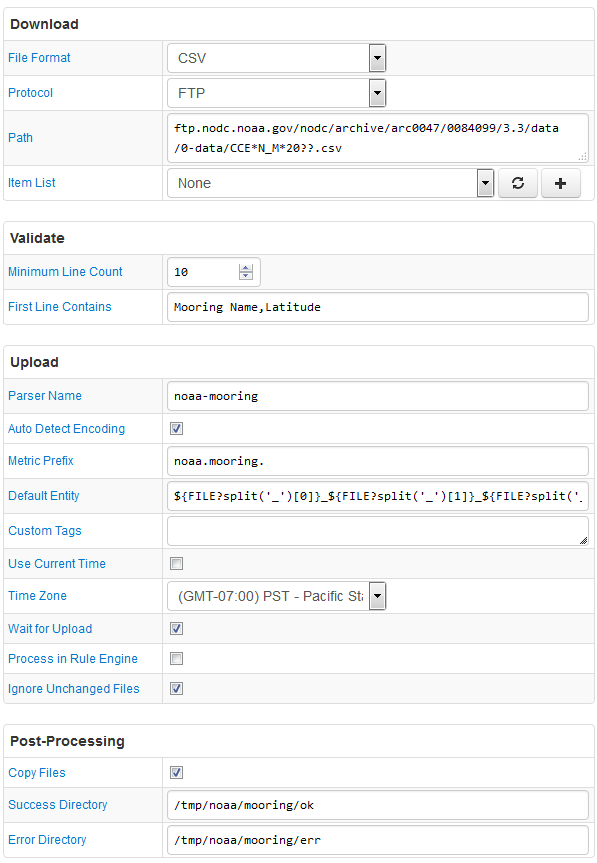 Download
File Format CSV
Protocol FTP
Path ftp.nodc.noaa.gov/nodc/archive/arc0047/0084099/3.3/data
/0-data/CCE*N_M*20??.csv
Item List None
Validate
Minimum Line Count 10
First Line Contains Mooring Name,Latitude
Upload
Parser Name noaa-mooring
Auto Detect Encoding
Metric Prefix noaa.mooring.
Default Entity ${FILE?split('_')[0]}_${FILE?split('_')[1]}_${FILE?split('_
Custom Tags
Use Current Time
Time Zone (GMT-07:00) PST - Pacific Sta
Wait for Upload
Process in Rule Engine
Ignore Unchanged Files
Post-Processing
Copy Files
Success Directory /tmp/noaa/mooring/ok
Error Directory /tmp/noaa/mooring/err